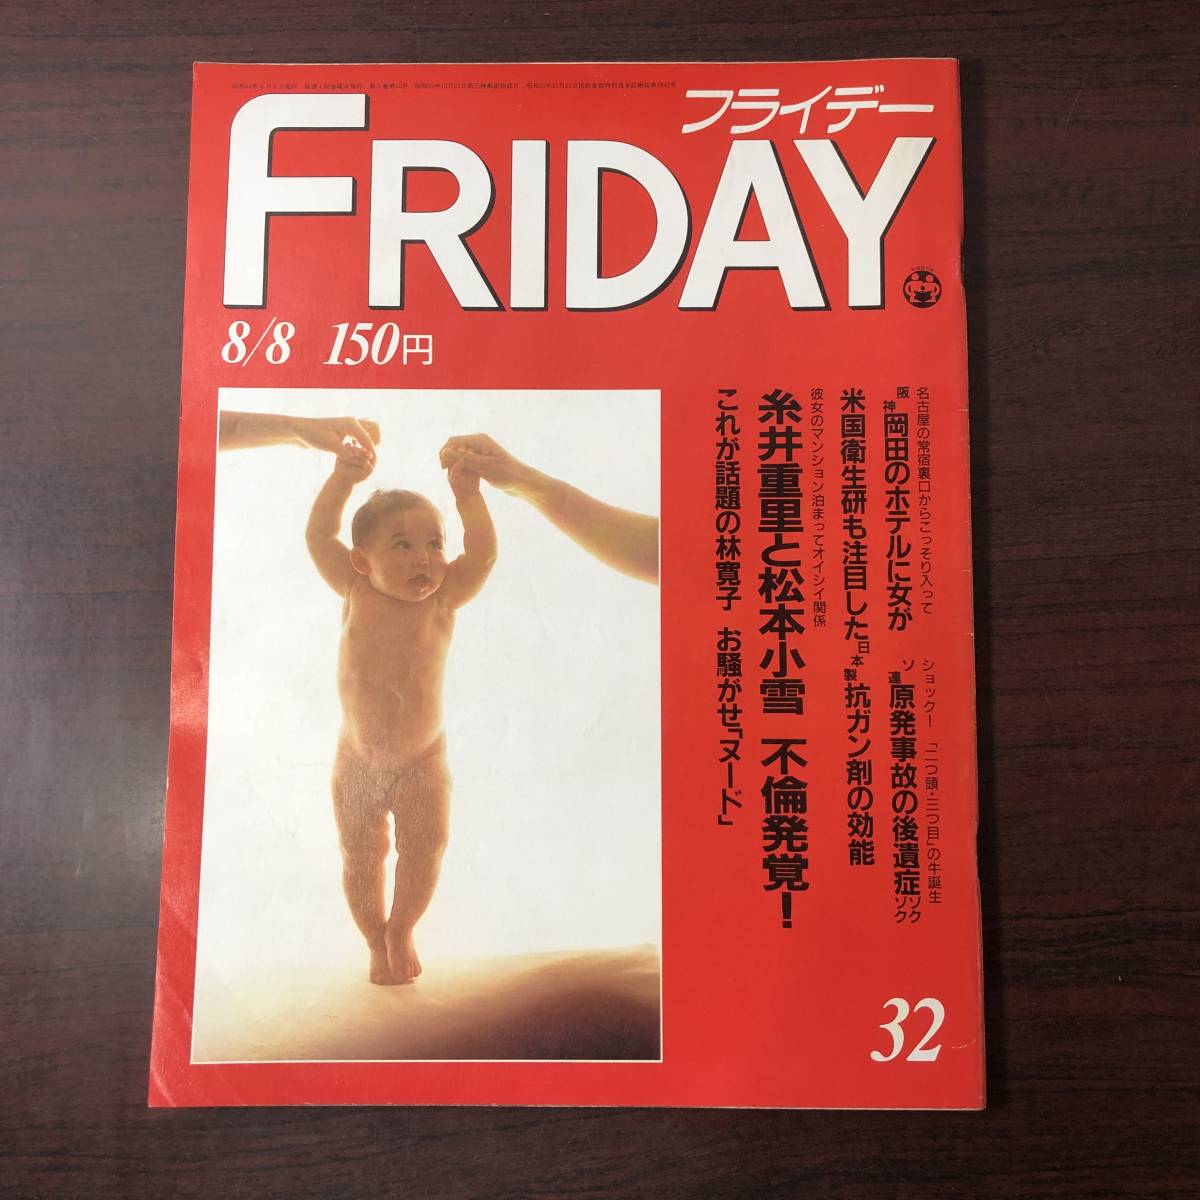 フライデー
FRIDAY
8/8 150円
名古屋の常宿裏口からこっそり入って
阪神岡田のホテルに女が
ショック！「二つ頭・三つ目」の牛誕生
ソ連原発事故の後遺症ゾクゾク
米国衛生研も注目した日本製抗ガン剤の効能
彼女のマンション泊まってオイシイ関係
糸井重里と松本小雪 不倫発覚！
これが話題の林寛子 お騒がせ「ヌード」
32